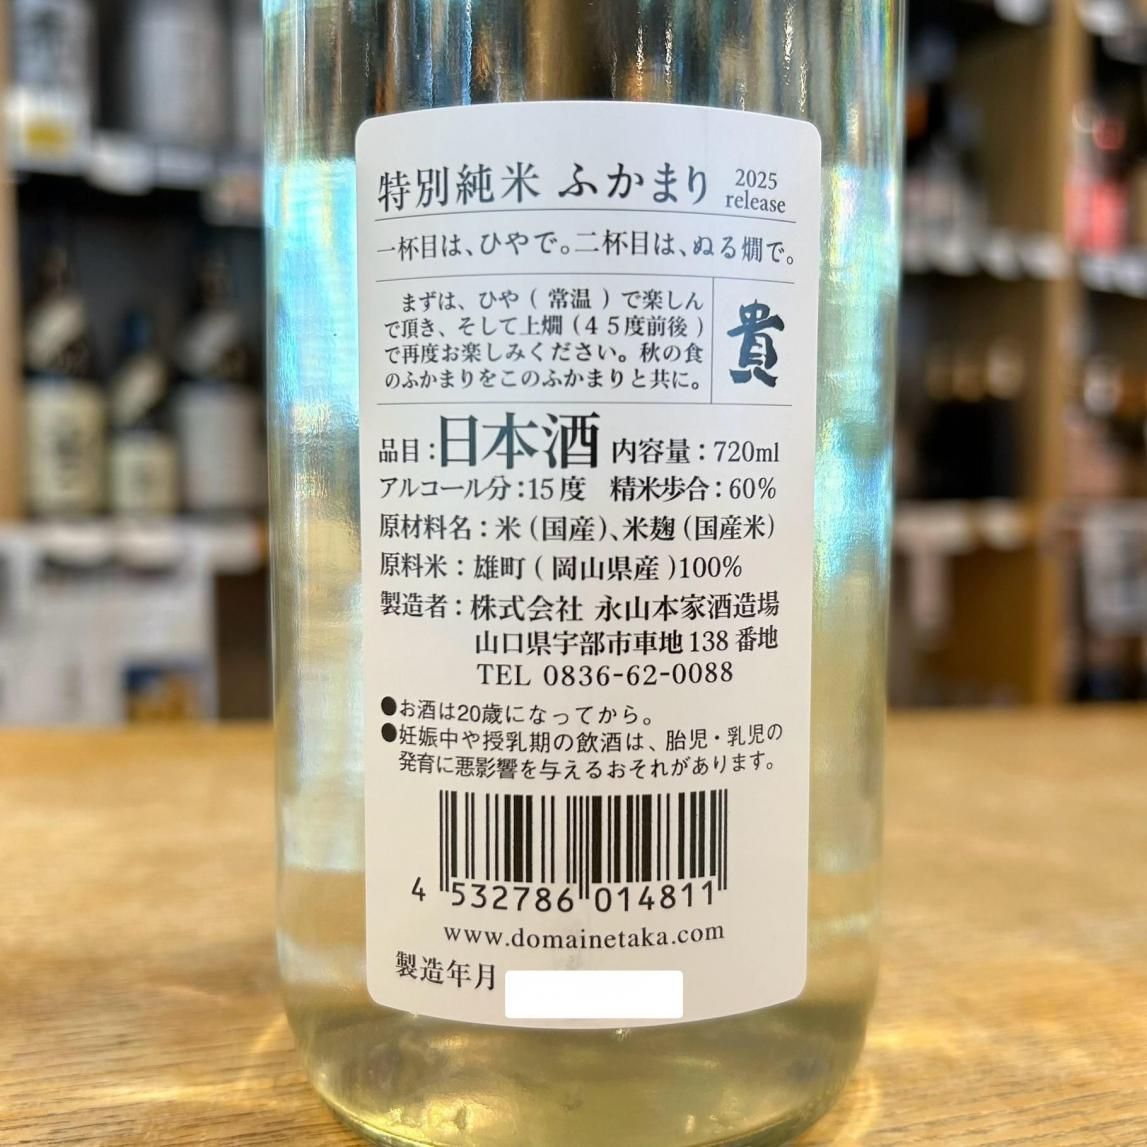 特別純米 ふかまり 2025 release
一杯目は、ひやで。二杯目は、ぬる燗で。
まずは、ひや（常温）で楽しん
で頂き、そして上燗（４５度前後）
で再度お楽しみください。秋の食
のふかまりをこのふかまりと共に。
貴
品目：日本酒 内容量：720ml
アルコール分：15度 精米歩合：60%
原材料名：米（国産）、米麹（国産米）
原料米：雄町（岡山県産）100%
製造者：株式会社 永山本家酒造場
山口県宇部市車地138番地
TEL 0836-62-0088
●お酒は20歳になってから。
●妊娠中や授乳期の飲酒は、胎児・乳児の
発育に悪影響を与えるおそれがあります。
4 532786 014811
www.domainetaka.com
製造年月